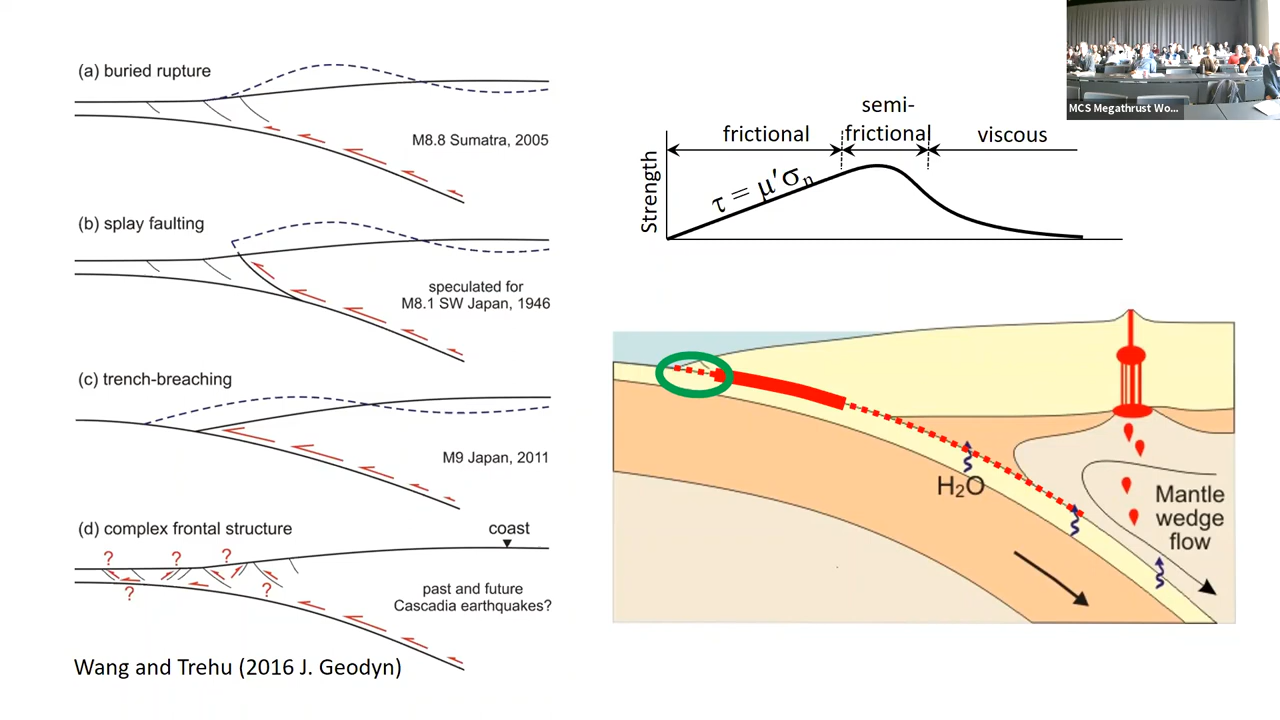 (a) buried rupture
M8.8 Sumatra, 2005
(b) splay faulting
speculated for
M8.1 SW Japan, 1946
(c) trench-breaching
M9 Japan, 2011
(d) complex frontal structure
coast
? ? ?
? ?
past and future
Cascadia earthquakes?
Wang and Trehu (2016 J. Geodyn)
semi-
frictional frictional viscous
Strength
τ = μ'σn
H2O
Mantle
wedge
flow
MCS Megathrust Wo...